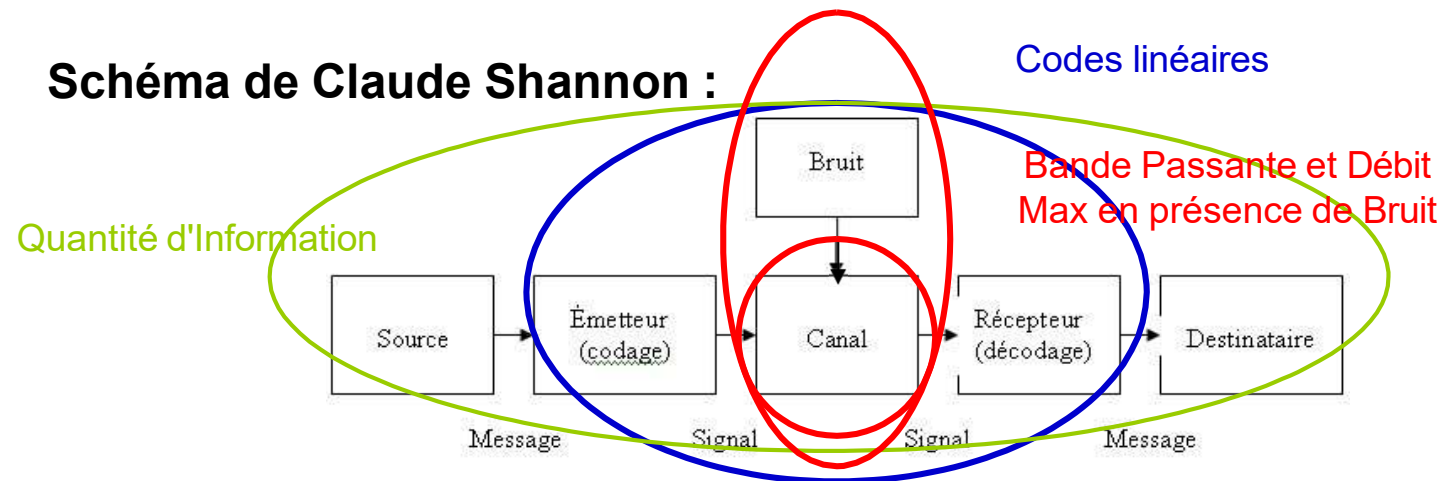 Schéma de Claude Shannon :
Codes linéaires
Bruit
Bande Passante et Débit
Max en présence de Bruit
Quantité d'Information
Source
Émetteur
(codage)
Canal
Récepteur
(décodage)
Destinataire
Message
Signal
Signal
Message